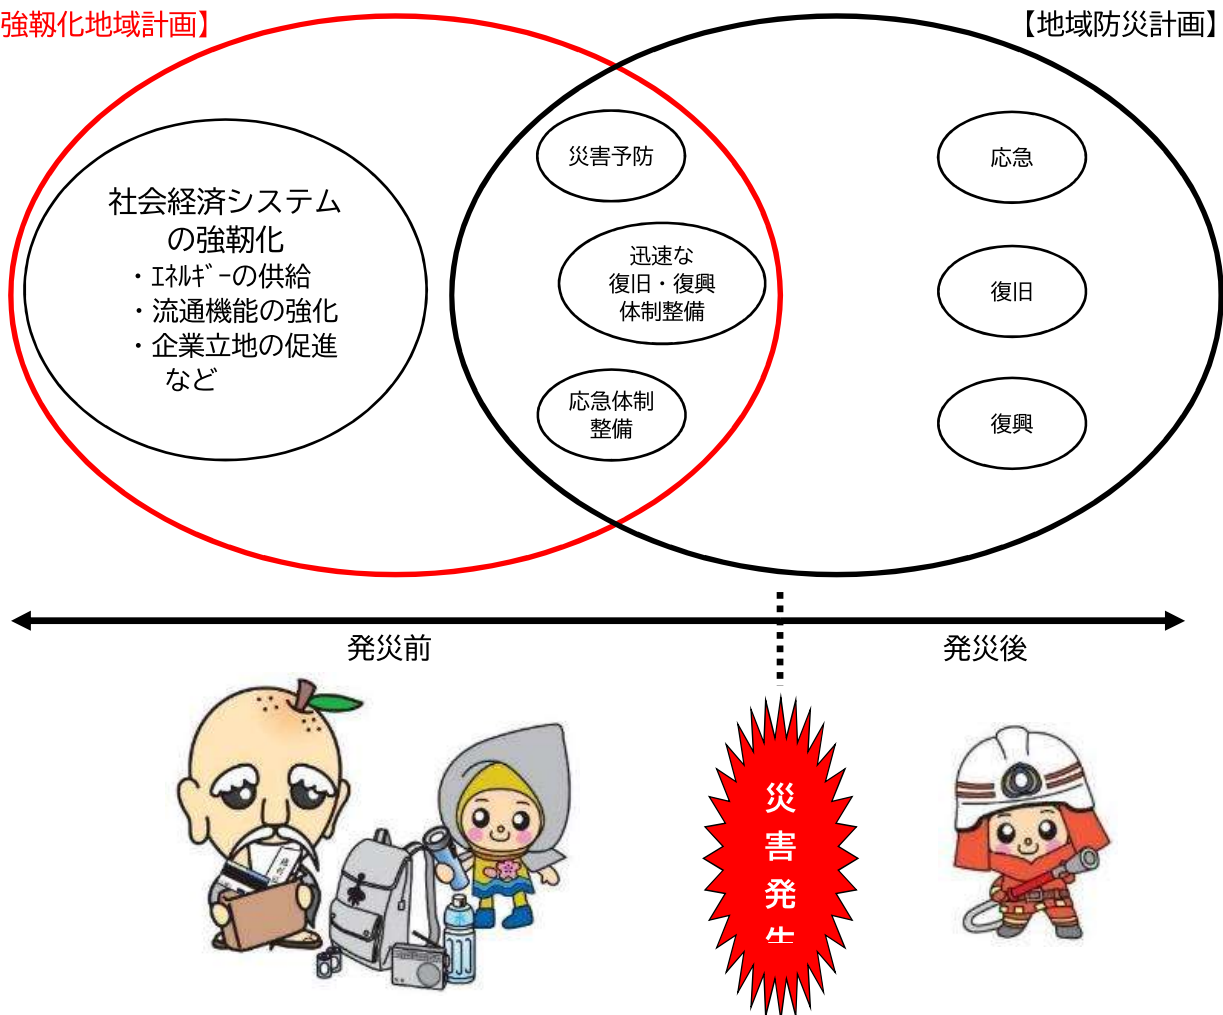 強靱化地域計画】
【地域防災計画】
社会経済システム
の強靭化
・ｴﾈﾙｷﾞｰの供給
・流通機能の強化
・企業立地の促進
など
災害予防
迅速な
復旧・復興
体制整備
応急体制
整備
応急
復旧
復興
発災前
発災後
災
害
発
生